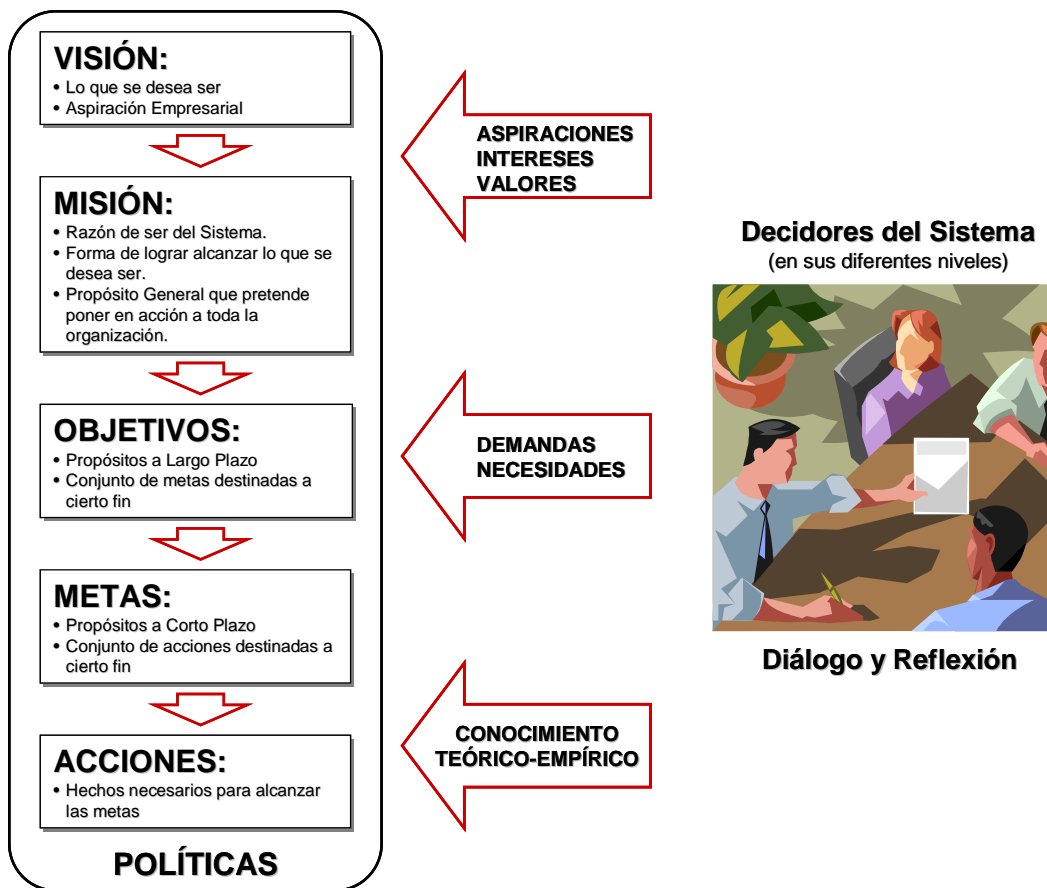 VISIÓN:
• Lo que se desea ser
• Aspiración Empresarial
MISIÓN:
• Razón de ser del Sistema.
• Forma de lograr alcanzar lo que se
desea ser.
• Propósito General que pretende
poner en acción a toda la
organización.
OBJETIVOS:
• Propósitos a Largo Plazo
• Conjunto de metas destinadas a
cierto fin
METAS:
• Propósitos a Corto Plazo
• Conjunto de acciones destinadas a
cierto fin
ACCIONES:
• Hechos necesarios para alcanzar
las metas
POLÍTICAS
ASPIRACIONES
INTERESES
VALORES
DEMANDAS
NECESIDADES
CONOCIMIENTO
TEÓRICO-EMPÍRICO
Decidores del Sistema
(en sus diferentes niveles)
Diálogo y Reflexión